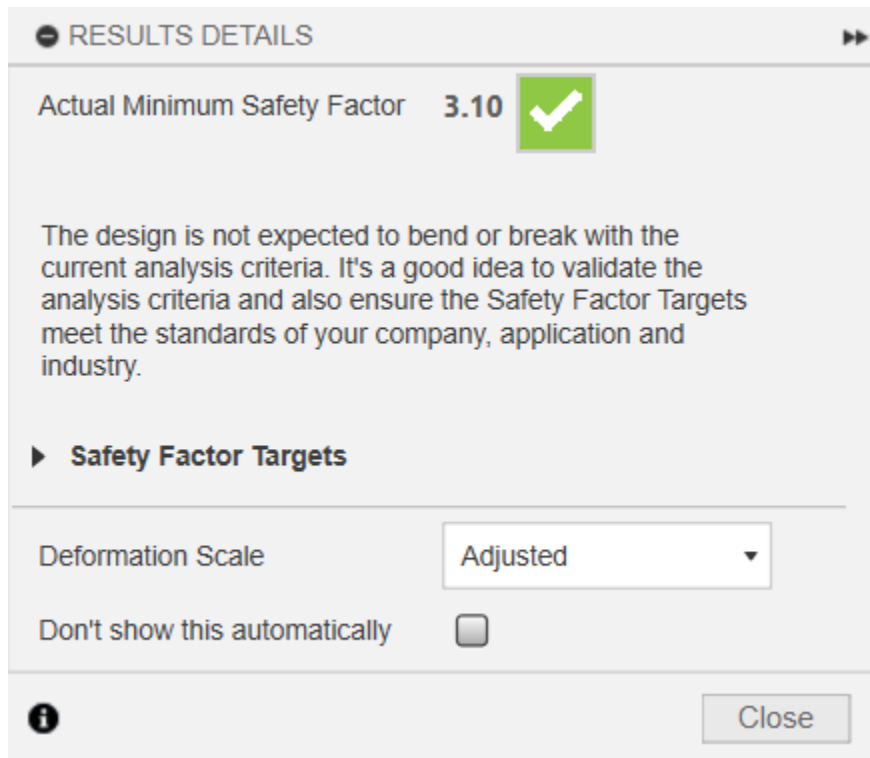 RESULTS DETAILS
Actual Minimum Safety Factor 3.10
The design is not expected to bend or break with the
current analysis criteria. It's a good idea to validate the
analysis criteria and also ensure the Safety Factor Targets
meet the standards of your company, application and
industry.
Safety Factor Targets
Deformation Scale Adjusted
Don't show this automatically
Close